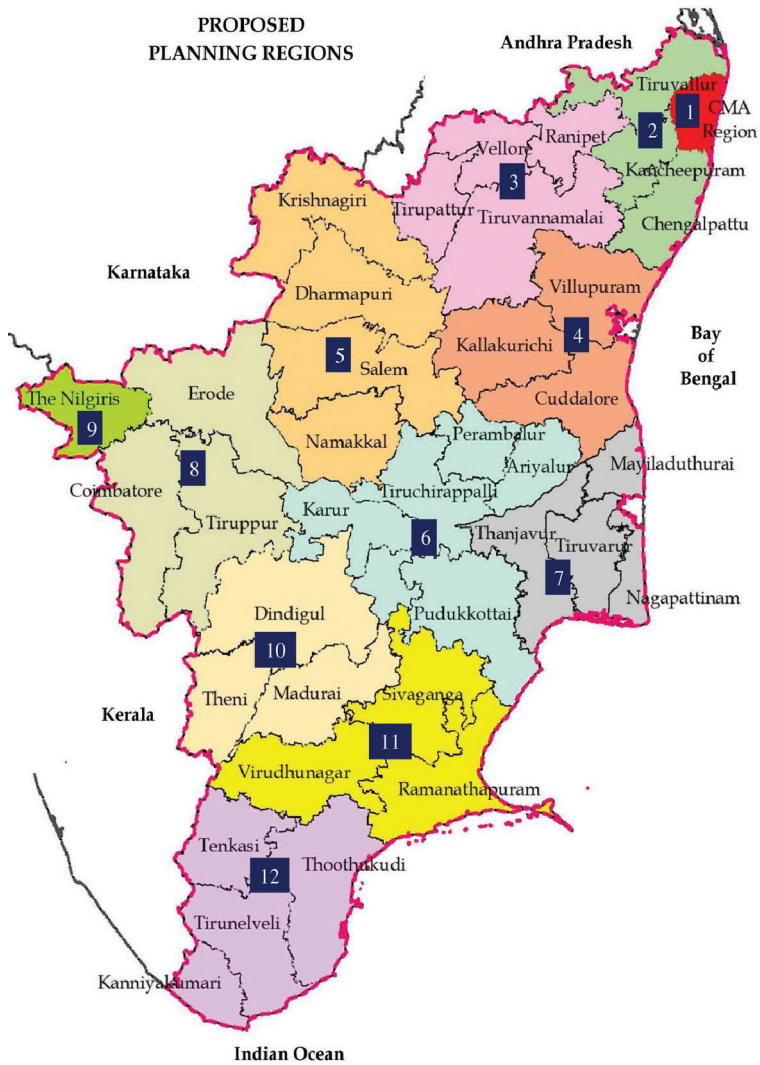 PROPOSED
PLANNING REGIONS
Andhra Pradesh
Tiruvallur
1
CMA
Region
2
Ranipet
Vellore
3
Kancheepuram
Krishnagiri
Tirupattur
Tiruvannamalai
Chengalpattu
Karnataka
Dharmapuri
Villupuram
Bay
of
Bengal
5
Salem
Kallakurichi
4
The Nilgiris
9
Erode
Cuddalore
Namakkal
Perambalur
Ariyalur
Mayiladuthurai
8
Coimbatore
Tiruchirappalli
Karur
Tiruppur
6
Thanjavur
Tiruvarur
7
Nagapattinam
Dindigul
Pudukkottai
10
Theni
Madurai
Sivaganga
Kerala
11
Virudhunagar
Ramanathapuram
Tenkasi
Thoothukudi
12
Tirunelveli
Kanniyakumari
Indian Ocean